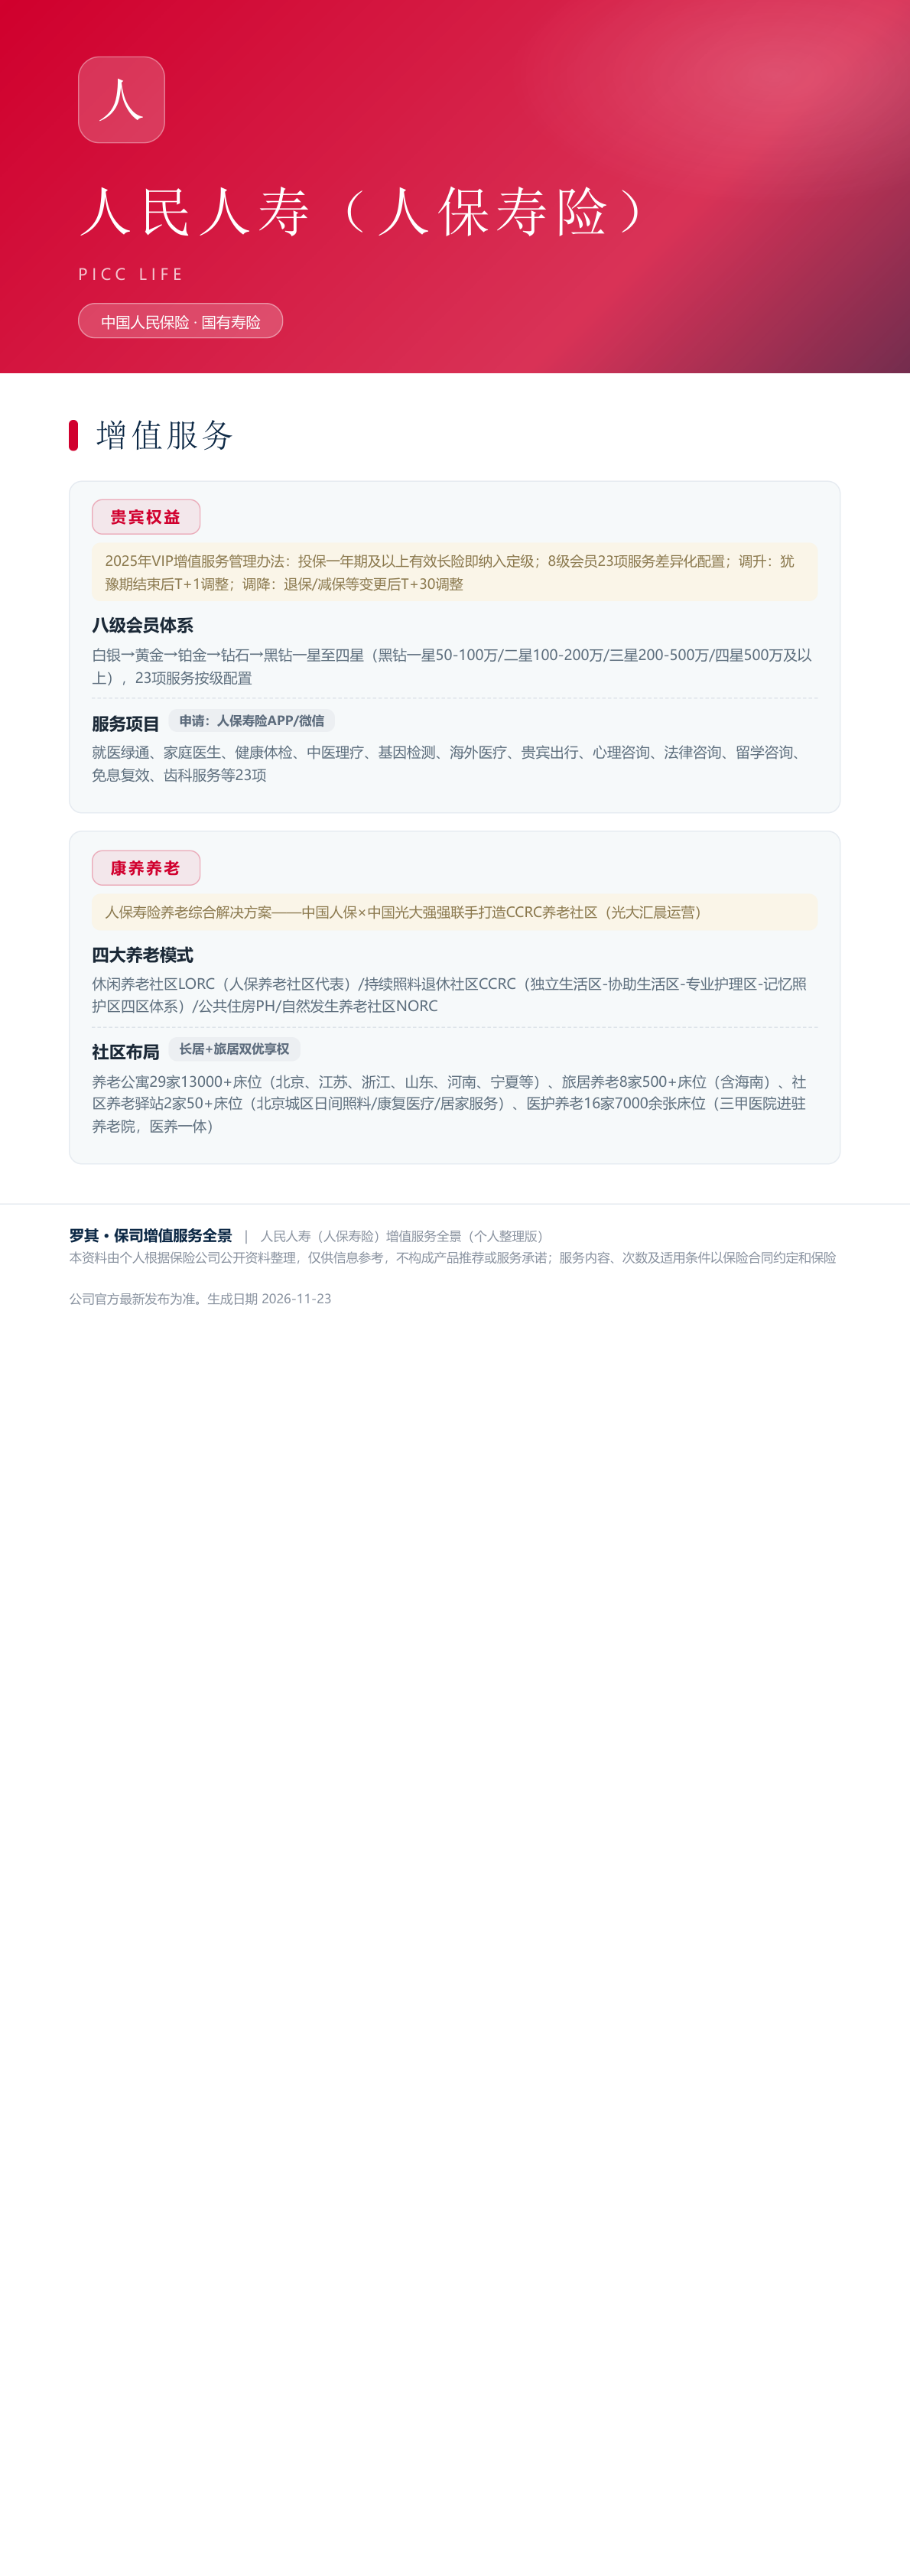 人
人民人寿（人保寿险）
PICC LIFE
中国人民保险 · 国有寿险
增值服务
贵宾权益
2025年VIP增值服务管理办法：投保一年期及以上有效长险即纳入定级；8级会员23项服务差异化配置；调升：犹
豫期结束后T+1调整；调降：退保/减保等变更后T+30调整
八级会员体系
白银→黄金→铂金→钻石→黑钻一星至四星（黑钻一星50-100万/二星100-200万/三星200-500万/四星500万及以
上），23项服务按级配置
服务项目 申请：人保寿险APP/微信
就医绿通、家庭医生、健康体检、中医理疗、基因检测、海外医疗、贵宾出行、心理咨询、法律咨询、留学咨询、
免息复效、齿科服务等23项
康养养老
人保寿险养老综合解决方案——中国人保×中国光大强强联手打造CCRC养老社区（光大汇晨运营）
四大养老模式
休闲养老社区LORC（人保养老社区代表）/持续照料退休社区CCRC（独立生活区-协助生活区-专业护理区-记忆照
护区四区体系）/公共住房PH/自然发生养老社区NORC
社区布局 长居+旅居双优享权
养老公寓29家13000+床位（北京、江苏、浙江、山东、河南、宁夏等）、旅居养老8家500+床位（含海南）、社
区养老驿站2家50+床位（北京城区日间照料/康复医疗/居家服务）、医护养老16家7000余张床位（三甲医院进驻
养老院，医养一体）
罗其·保司增值服务全景 | 人民人寿（人保寿险）增值服务全景（个人整理版）
本资料由个人根据保险公司公开资料整理，仅供信息参考，不构成产品推荐或服务承诺；服务内容、次数及适用条件以保险合同约定和保险
公司官方最新发布为准。生成日期 2026-11-23